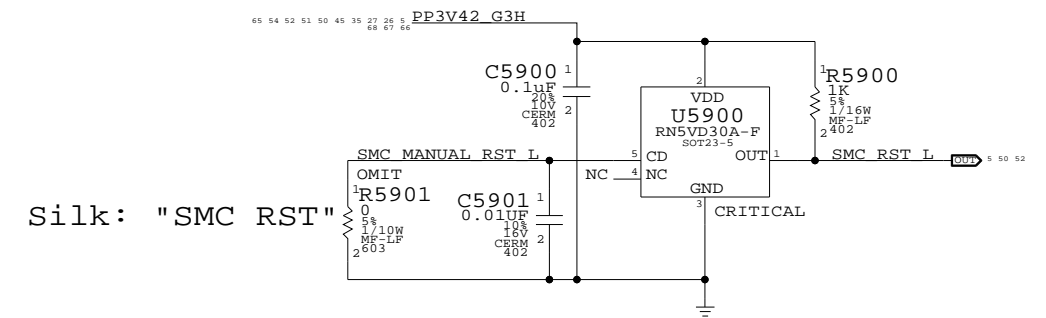 65 54 52 51 50 45 35 27 26 5 PP3V42_G3H
68 67 66
C5900 1
0.1uF
20%
10V
CERM 2
402
2
VDD
U5900
RN5VD30A-F
SOT23-5
1 R5900
1K
5%
1/16W
MF-LF
2 402
SMC_MANUAL_RST_L
5 CD
OUT 1
SMC_RST_L
OUT 5 50 52
NC 4 NC
GND
3
CRITICAL
OMIT
1 R5901
0
5%
1/10W
MF-LF
2 603
C5901 1
0.01UF
10%
16V 2
CERM
402
Silk: "SMC RST"